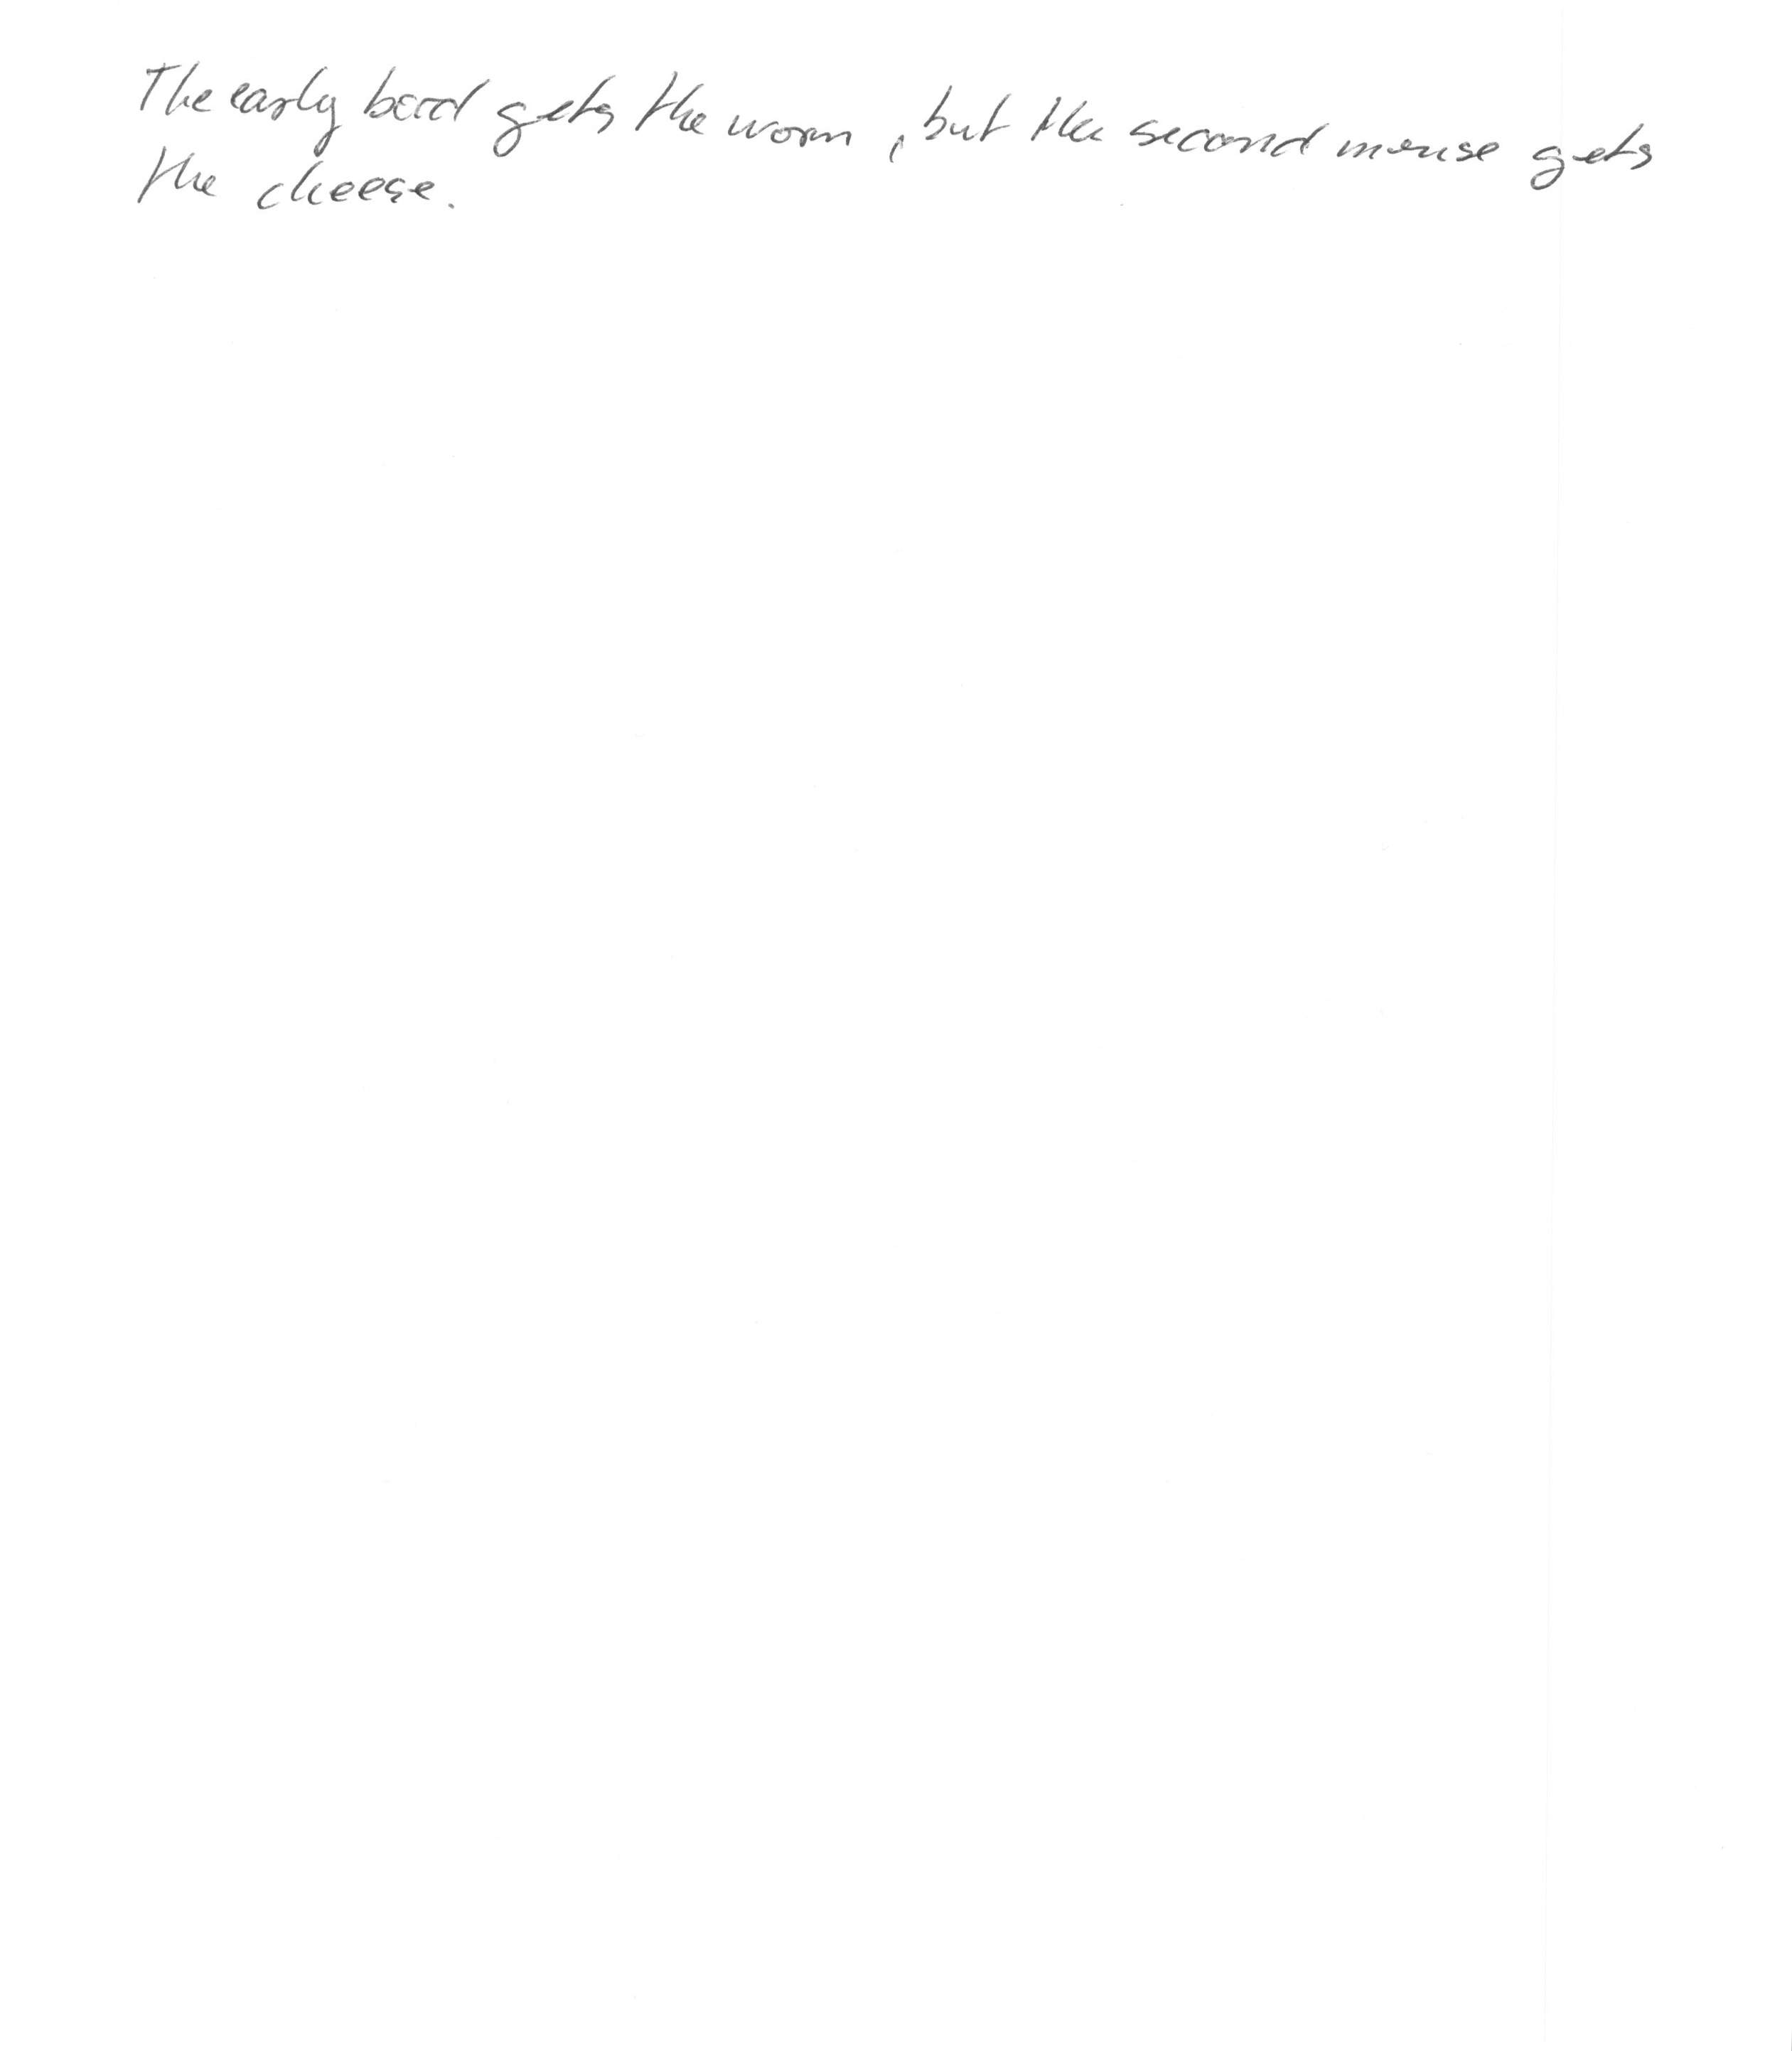 The early bird gets the worm, but the second mouse gets
the cheese.